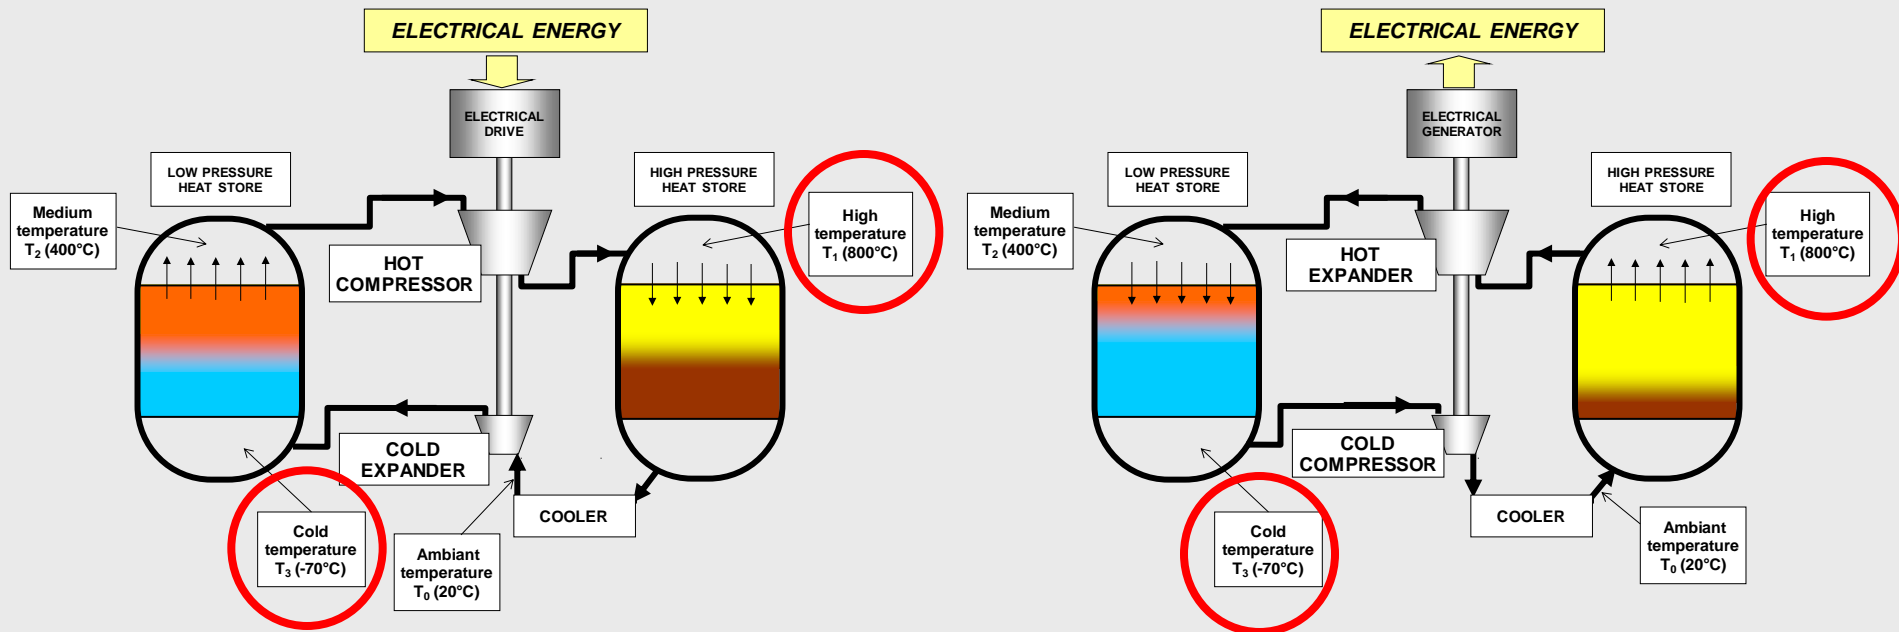 ELECTRICAL ENERGY
ELECTRICAL
DRIVE
LOW PRESSURE
HEAT STORE
HIGH PRESSURE
HEAT STORE
Medium
temperature
T₂ (400°C)
High
temperature
T₁ (800°C)
HOT
COMPRESSOR
COLD
EXPANDER
COOLER
Cold
temperature
T₃ (-70°C)
Ambiant
temperature
T₀ (20°C)
ELECTRICAL ENERGY
ELECTRICAL
GENERATOR
LOW PRESSURE
HEAT STORE
HIGH PRESSURE
HEAT STORE
Medium
temperature
T₂ (400°C)
High
temperature
T₁ (800°C)
HOT
EXPANDER
COLD
COMPRESSOR
COOLER
Cold
temperature
T₃ (-70°C)
Ambiant
temperature
T₀ (20°C)